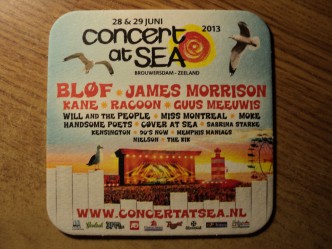 28 & 29 JUNI
2013
concert
at SEA
BROUWERSDAM - ZEELAND
BLØF JAMES MORRISON
KANE RACOON GUUS MEEUWIS
WILL AND THE PEOPLE MISS MONTREAL MOKE
HANDSOME POETS COVER AT SEA SABRINA STARKE
KENSINGTON 90'S NOW MEMPHIS MANIACS
NIELSON THE KIK
WWW.CONCERTATSEA.NL